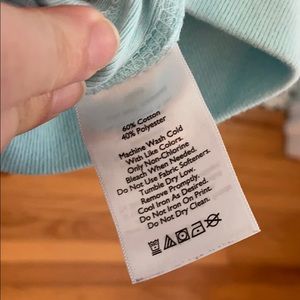 60% Cotton
40% Polyester
Machine Wash Cold
With Like Colors.
Only Non-Chlorine
Bleach When Needed.
Do Not Use Fabric Softeners.
Tumble Dry Low.
Remove Promptly.
Cool Iron As Desired.
Do Not Iron On Print.
Do Not Dry Clean.